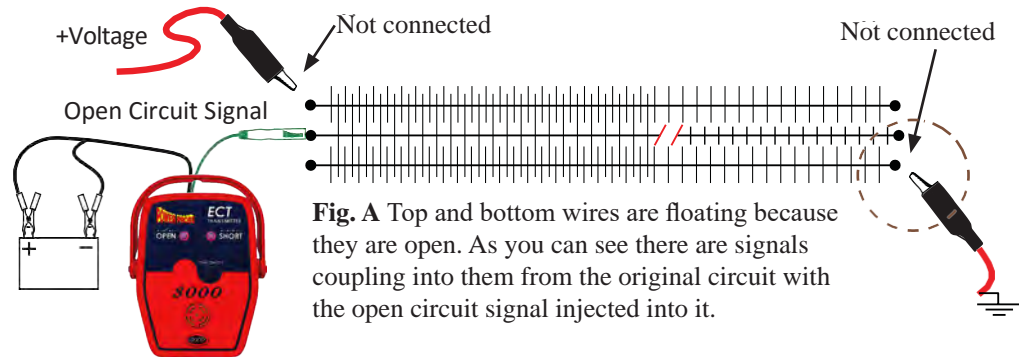 +Voltage
Not connected
Not connected
Open Circuit Signal
ECT
OPEN
SHORT
8000
+ −
Fig. A Top and bottom wires are floating because
they are open. As you can see there are signals
coupling into them from the original circuit with
the open circuit signal injected into it.